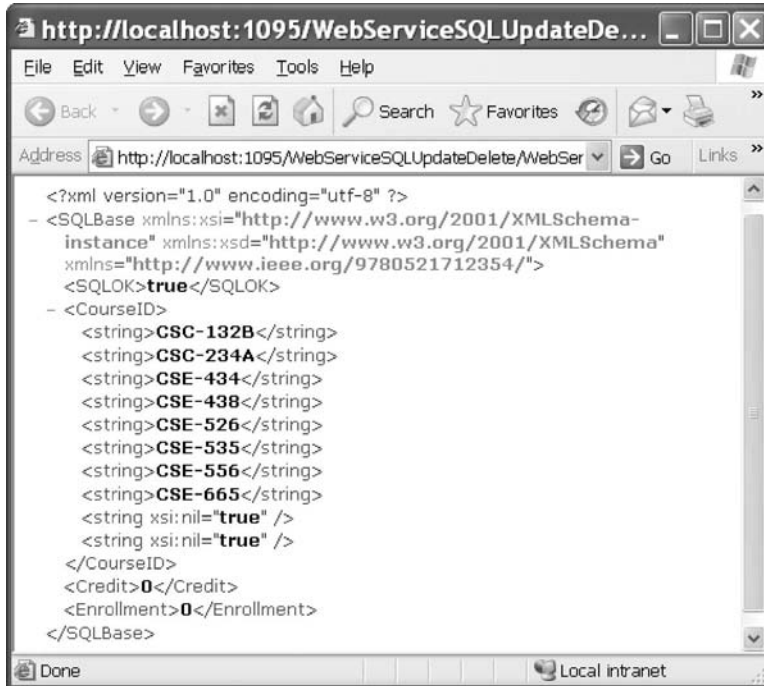 http://localhost:1095/WebServiceSQLUpdateDe...
File Edit View Favorites Tools Help
Back Search Favorites »
Address http://localhost:1095/WebServiceSQLUpdateDelete/WebSer Go Links »
<?xml version="1.0" encoding="utf-8" ?>
– <SQLBase xmlns:xsi="http://www.w3.org/2001/XMLSchema-
instance" xmlns:xsd="http://www.w3.org/2001/XMLSchema"
xmlns="http://www.ieee.org/9780521712354/">
<SQLOK>true</SQLOK>
– <CourseID>
<string>CSC-132B</string>
<string>CSC-234A</string>
<string>CSE-434</string>
<string>CSE-438</string>
<string>CSE-526</string>
<string>CSE-535</string>
<string>CSE-556</string>
<string>CSE-665</string>
<string xsi:nil="true" />
<string xsi:nil="true" />
</CourseID>
<Credit>0</Credit>
<Enrollment>0</Enrollment>
</SQLBase>
Done Local intranet